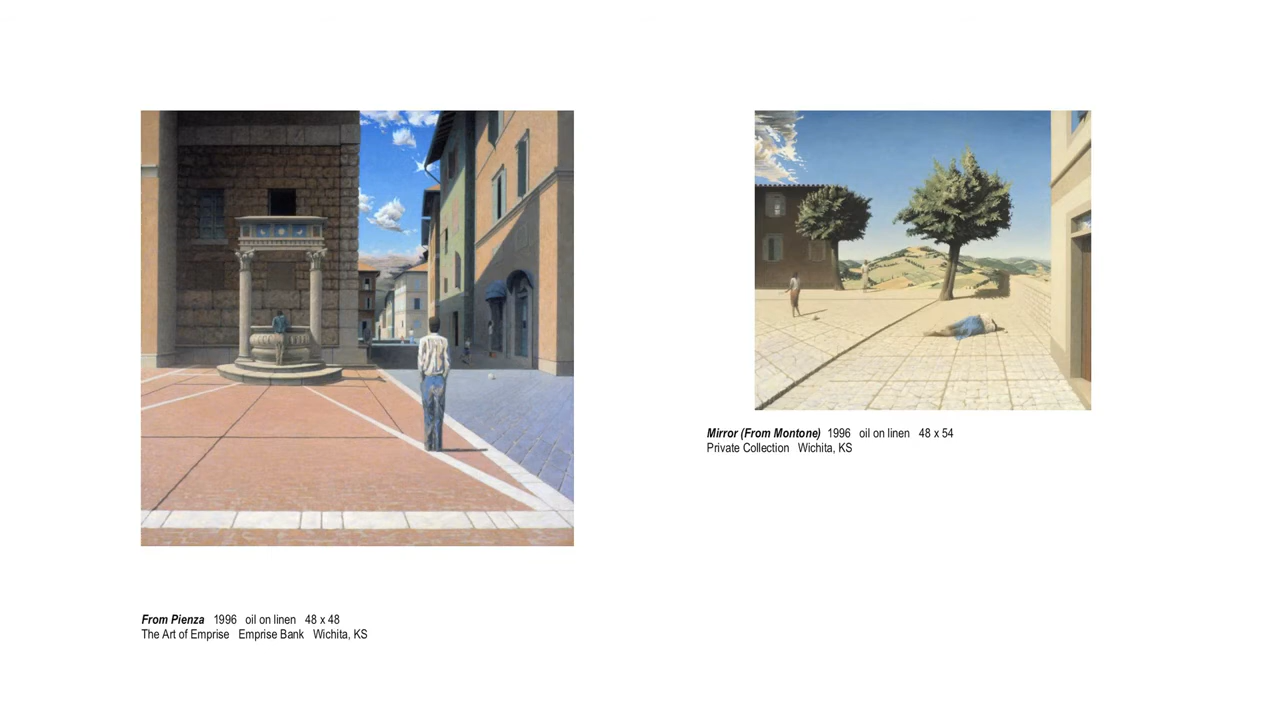 Mirror (From Montone) 1996 oil on linen 48 x 54
Private Collection Wichita, KS
From Pienza 1996 oil on linen 48 x 48
The Art of Emprise Emprise Bank Wichita, KS